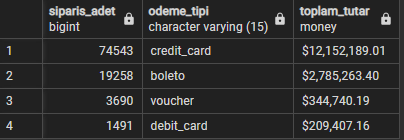 siparis_adet odeme_tipi toplam_tutar
bigint character varying (15) money
1 74543 credit_card $12,152,189.01
2 19258 boleto $2,785,263.40
3 3690 voucher $344,740.19
4 1491 debit_card $209,407.16